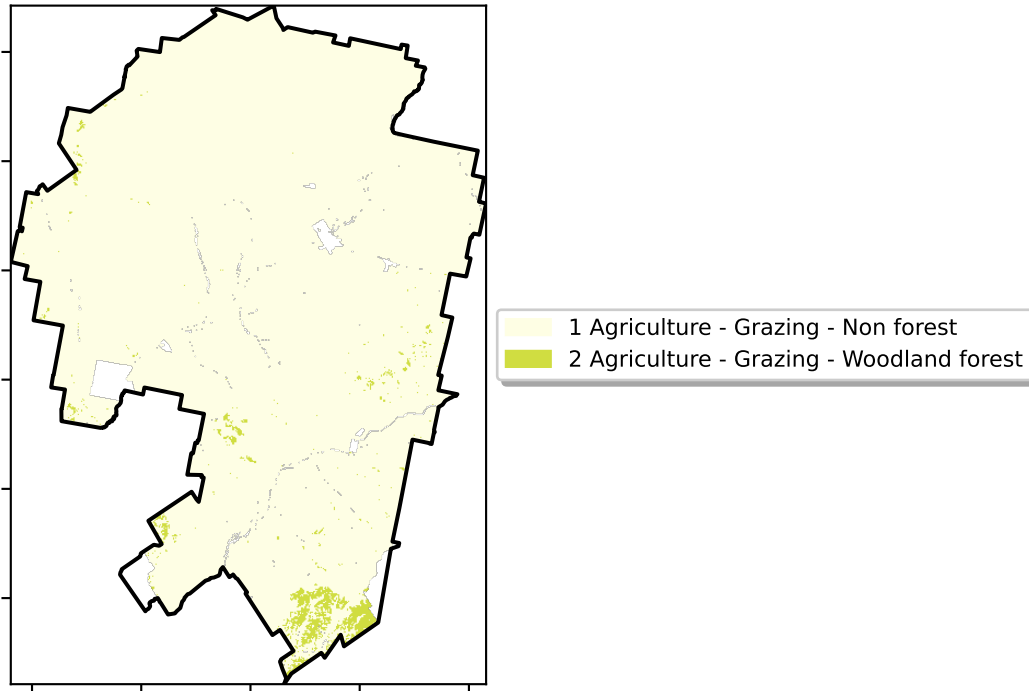 1 Agriculture - Grazing - Non forest
2 Agriculture - Grazing - Woodland forest